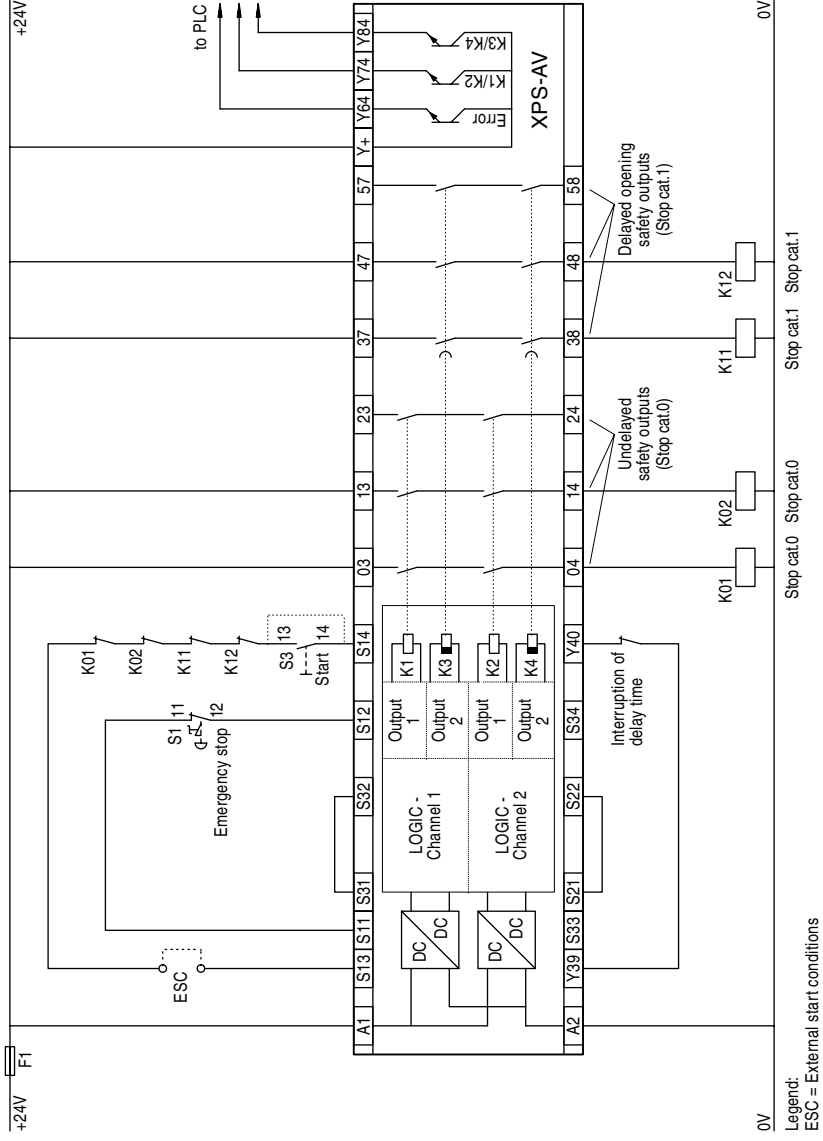 +24V
F1
+24V
ESC
S1
11
12
Emergency stop
K01
K02
K11
K12
S3
13
14
Start
to PLC
A1
S13
S11
S31
S32
S12
S14
03
13
23
37
47
57
Y+
Y64
Y74
Y84
Error
K1/K2
K3/K4
XPS-AV
DC
DC
DC
DC
LOGIC -
Channel 1
LOGIC -
Channel 2
Output
1
Output
2
Output
1
Output
2
K1
K3
K2
K4
A2
Y39
S33
S21
S22
S34
Y40
04
14
24
38
48
58
Interruption of
delay time
Undelayed
safety outputs
(Stop cat.0)
Delayed opening
safety outputs
(Stop cat.1)
K01
K02
K11
K12
0V
0V
Stop cat.0
Stop cat.0
Stop cat.1
Stop cat.1
Legend:
ESC = External start conditions